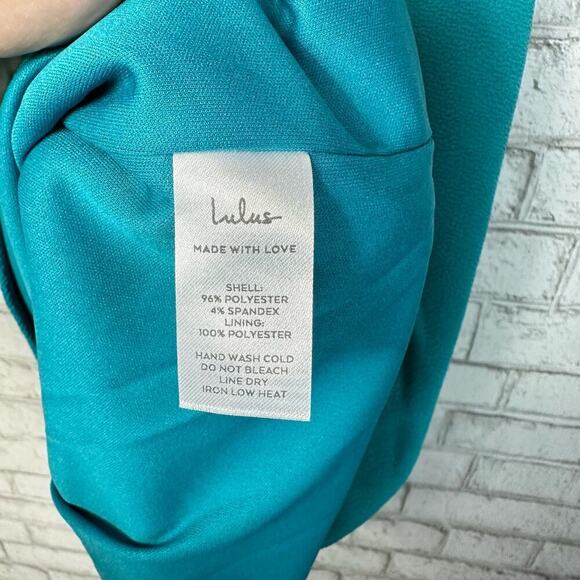 Lulus
MADE WITH LOVE
SHELL:
96% POLYESTER
4% SPANDEX
LINING:
100% POLYESTER
HAND WASH COLD
DO NOT BLEACH
LINE DRY
IRON LOW HEAT